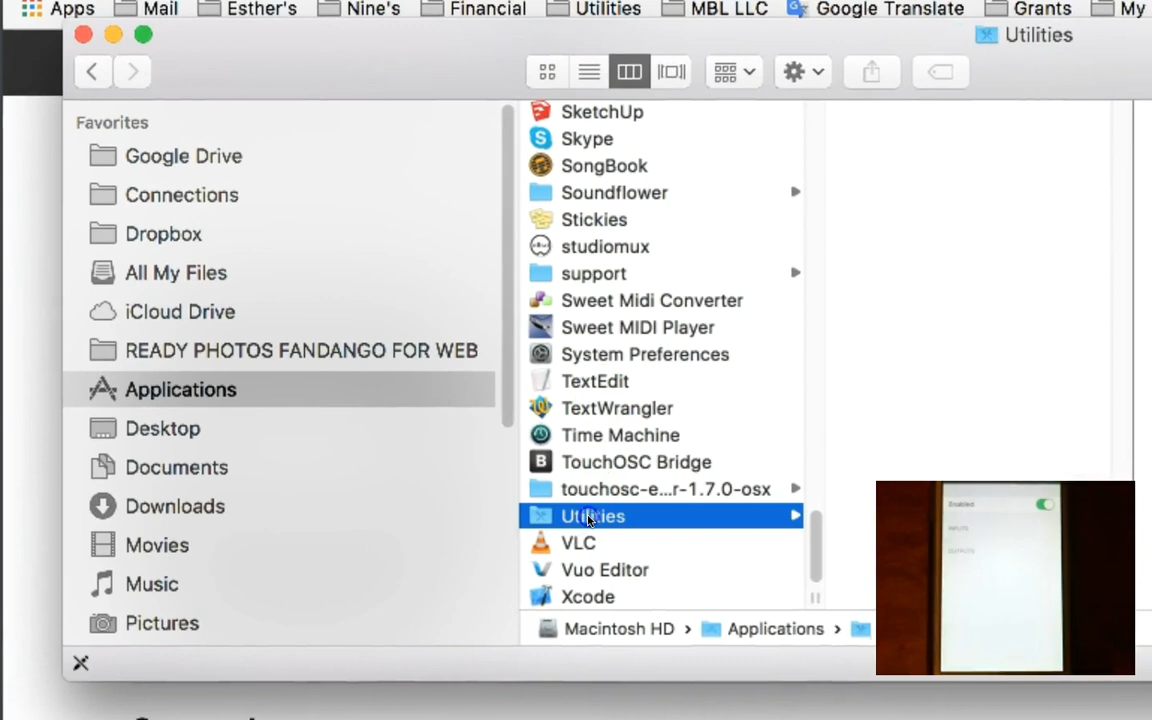 Apps Mail Esther's Nine's Financial Utilities MBL LLC Google Translate Grants My
Utilities
Favorites
Google Drive
Connections
Dropbox
All My Files
iCloud Drive
READY PHOTOS FANDANGO FOR WEB
Applications
Desktop
Documents
Downloads
Movies
Music
Pictures
SketchUp
Skype
SongBook
Soundflower
Stickies
studiomux
support
Sweet Midi Converter
Sweet MIDI Player
System Preferences
TextEdit
TextWrangler
Time Machine
B TouchOSC Bridge
touchosc-e...r-1.7.0-osx
Utilities
VLC
Vuo Editor
Xcode
Macintosh HD › Applications ›
Enabled
INPUTS
OUTPUTS